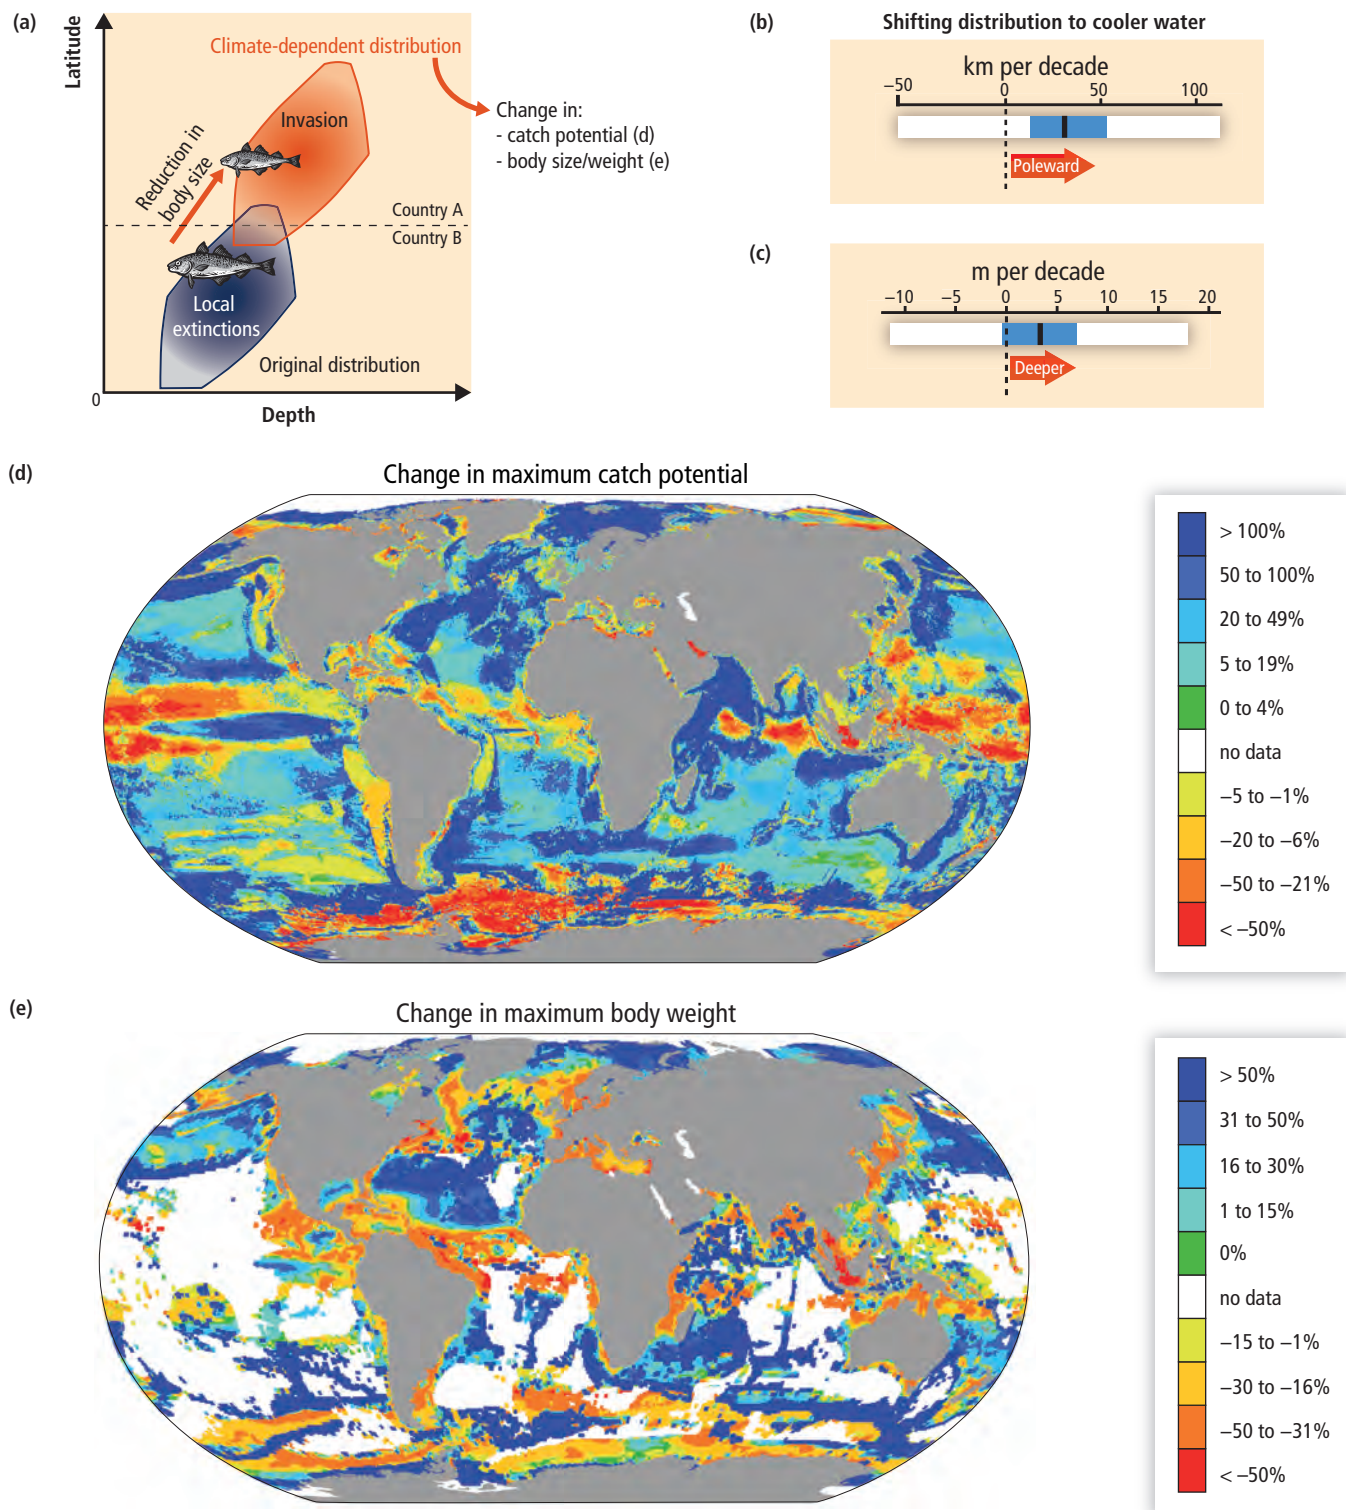 (a)
Latitude
Climate-dependent distribution
Invasion
Reduction in
body size
Change in:
- catch potential (d)
- body size/weight (e)
Country A
Country B
Local
extinctions
Original distribution
0
Depth
(b)
Shifting distribution to cooler water
km per decade
−50 0 50 100
Poleward
(c)
m per decade
−10 −5 0 5 10 15 20
Deeper
(d)
Change in maximum catch potential
> 100%
50 to 100%
20 to 49%
5 to 19%
0 to 4%
no data
−5 to −1%
−20 to −6%
−50 to −21%
< −50%
(e)
Change in maximum body weight
> 50%
31 to 50%
16 to 30%
1 to 15%
0%
no data
−15 to −1%
−30 to −16%
−50 to −31%
< −50%